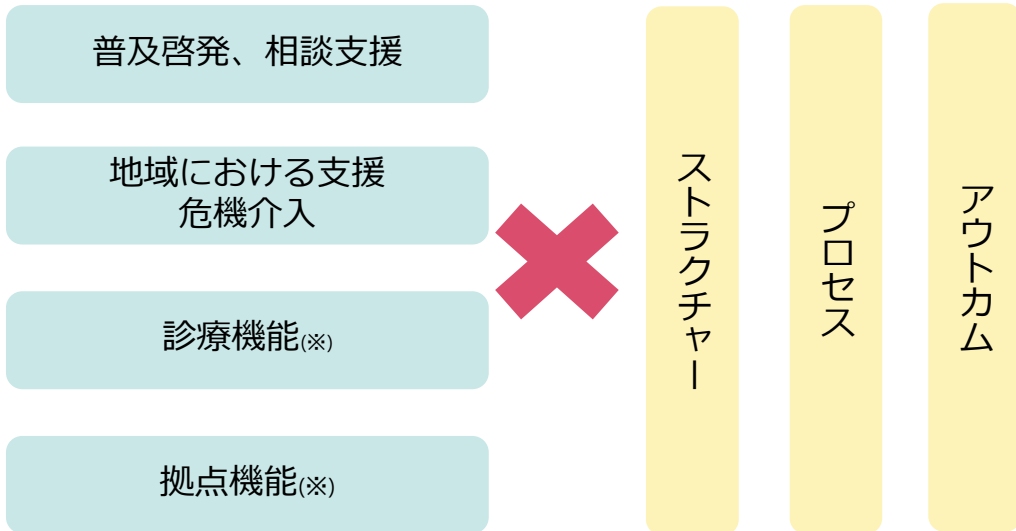 普及啓発、相談支援
地域における支援
危機介入
診療機能(※)
拠点機能(※)
ストラクチャー
プロセス
アウトカム